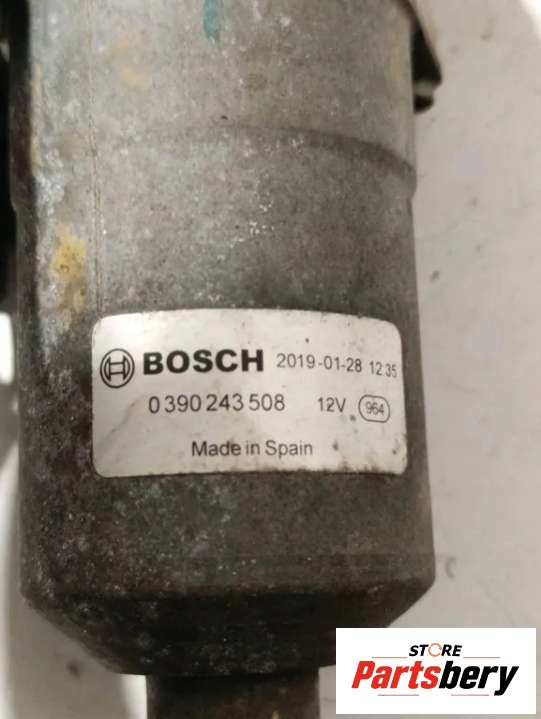 BOSCH 2019-01-28 12:35
0 390 243 508 12V 964
Made in Spain
STORE
Partsbery